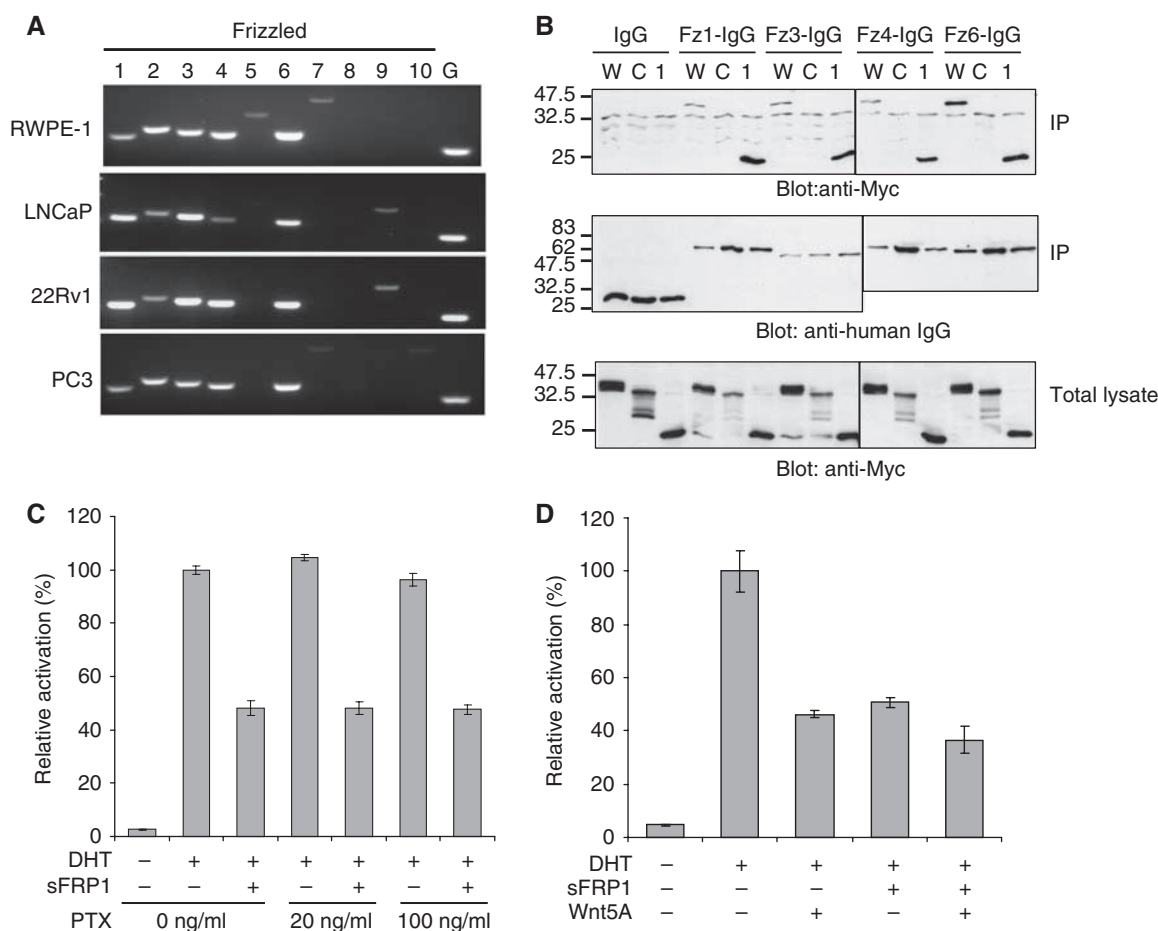 A
Frizzled
1 2 3 4 5 6 7 8 9 10 G
RWPE-1
LNCaP
22Rv1
PC3
B
IgG Fz1-IgG Fz3-IgG Fz4-IgG Fz6-IgG
W C 1 W C 1 W C 1 W C 1 W C 1
47.5
32.5
25
IP
Blot:anti-Myc
83
62
47.5
32.5
25
IP
Blot: anti-human IgG
47.5
32.5
25
Total lysate
Blot: anti-Myc
C
Relative activation (%)
120
100
80
60
40
20
0
DHT – + + + + + +
sFRP1 – – + – + – +
PTX 0 ng/ml 20 ng/ml 100 ng/ml
D
Relative activation (%)
120
100
80
60
40
20
0
DHT – + + + +
sFRP1 – – – + +
Wnt5A – – + – +